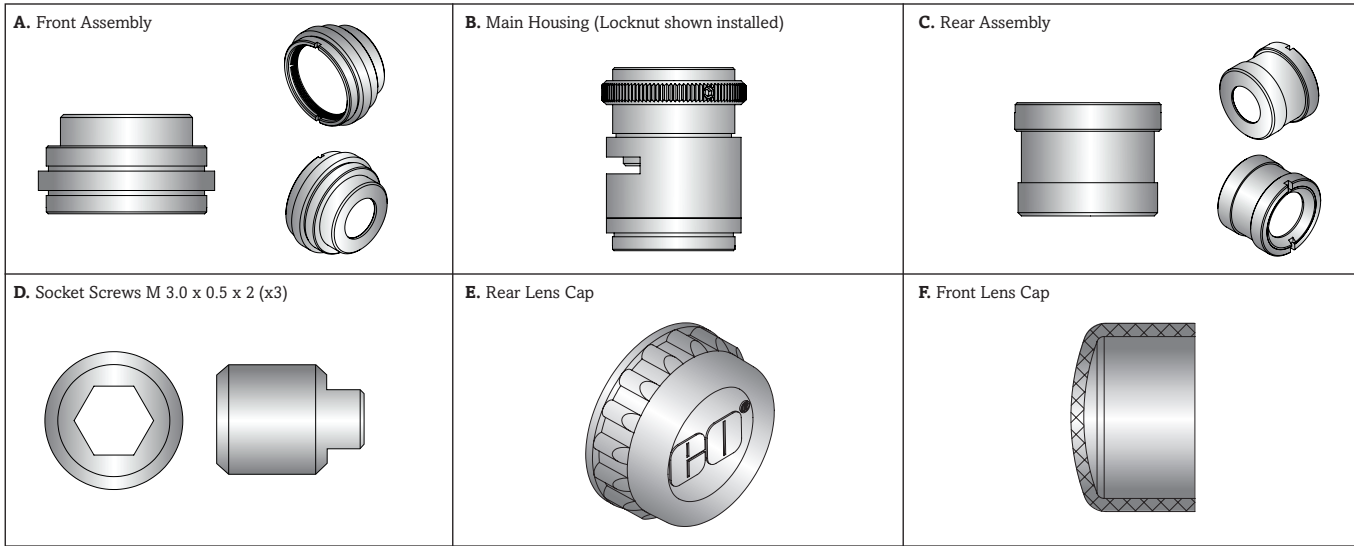 A. Front Assembly
B. Main Housing (Locknut shown installed)
C. Rear Assembly
D. Socket Screws M 3.0 x 0.5 x 2 (x3)
E. Rear Lens Cap
F. Front Lens Cap